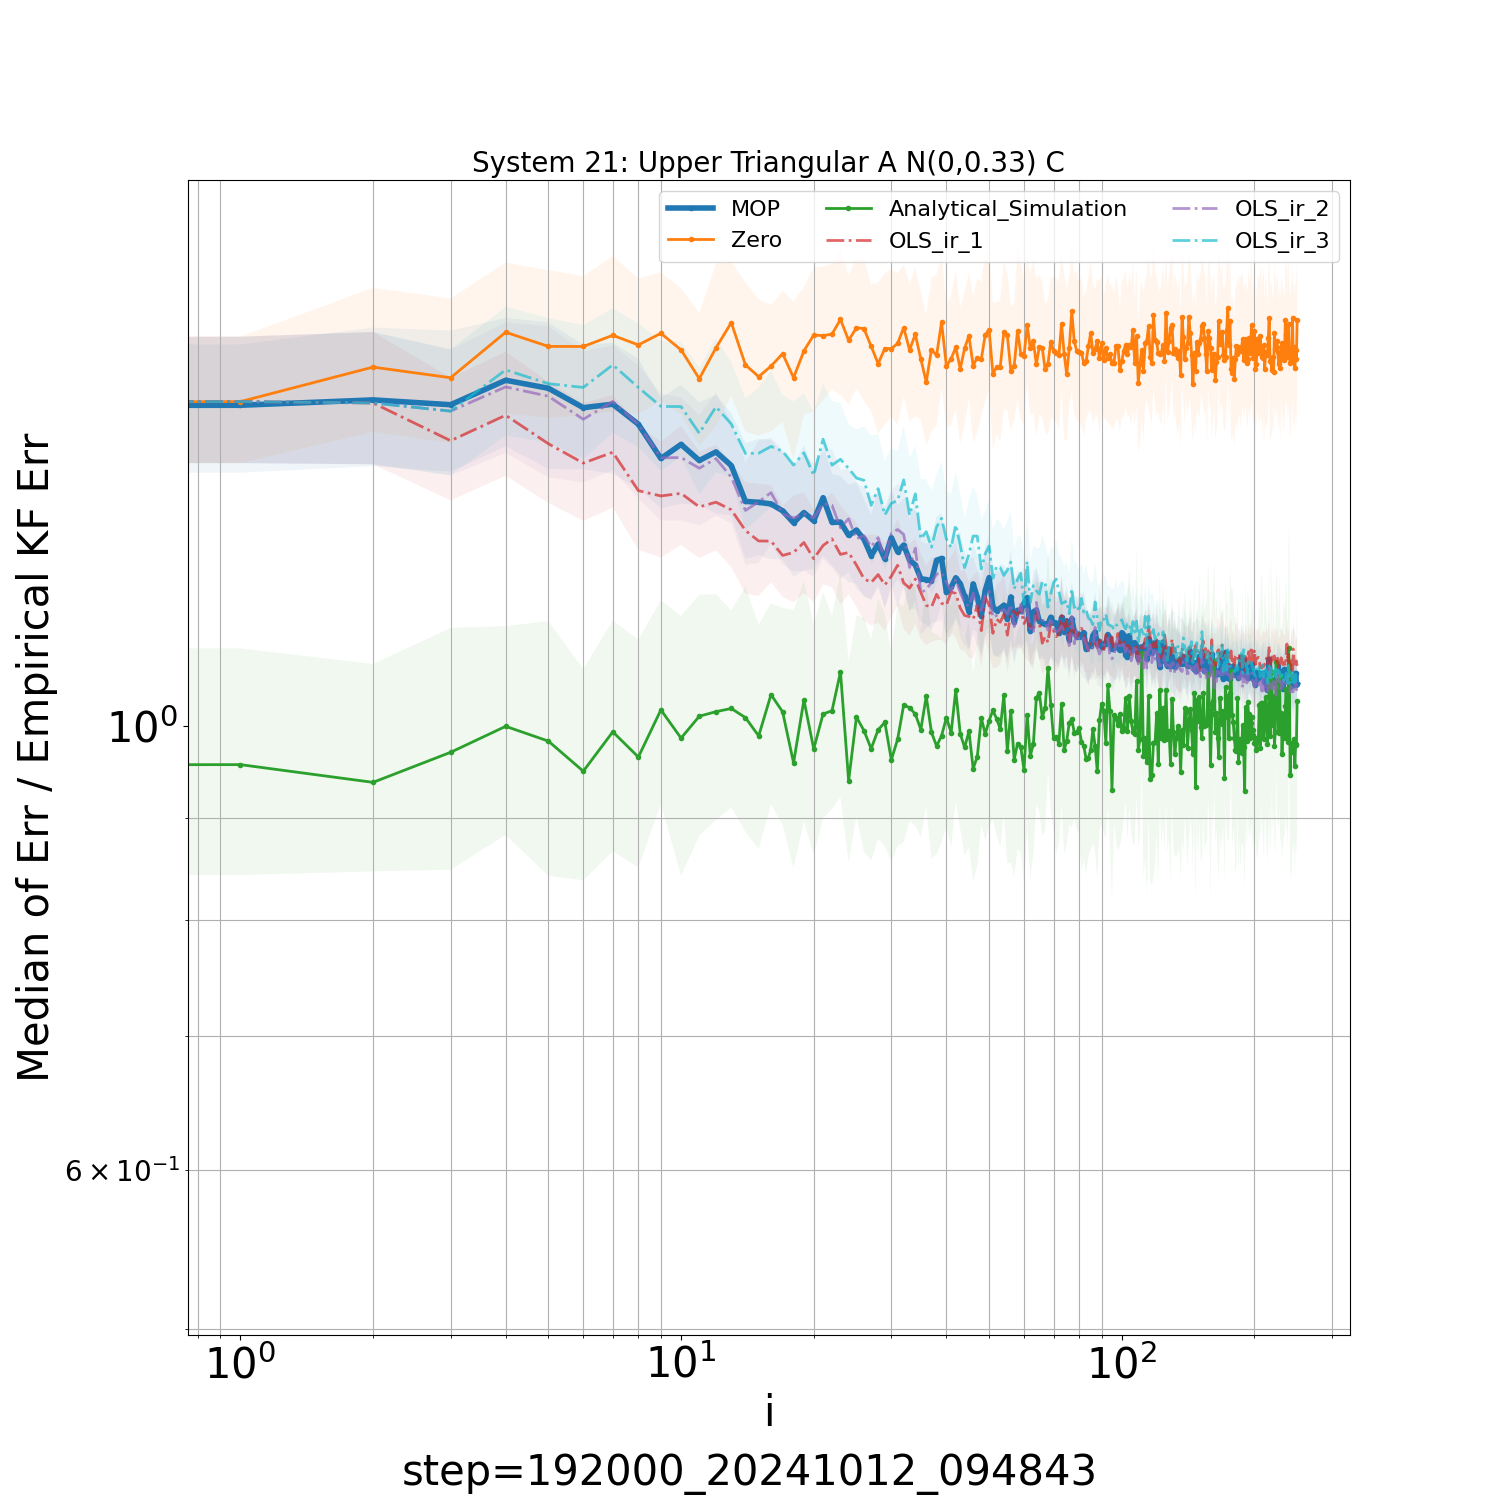 System 21: Upper Triangular A N(0,0.33) C
MOP
Zero
Analytical_Simulation
OLS_ir_1
OLS_ir_2
OLS_ir_3
Median of Err / Empirical KF Err
10⁰
6 × 10⁻¹
10⁰
10¹
10²
i
step=192000_20241012_094843